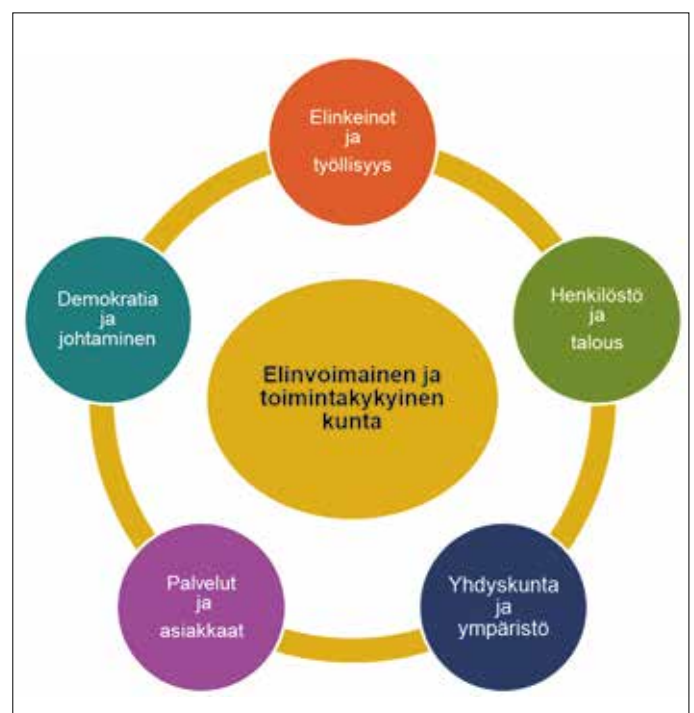 Elinkeinot
ja
työllisyys
Henkilöstö
ja
talous
Yhdyskunta
ja
ympäristö
Palvelut
ja
asiakkaat
Demokratia
ja
johtaminen
Elinvoimainen ja
toimintakykyinen
kunta